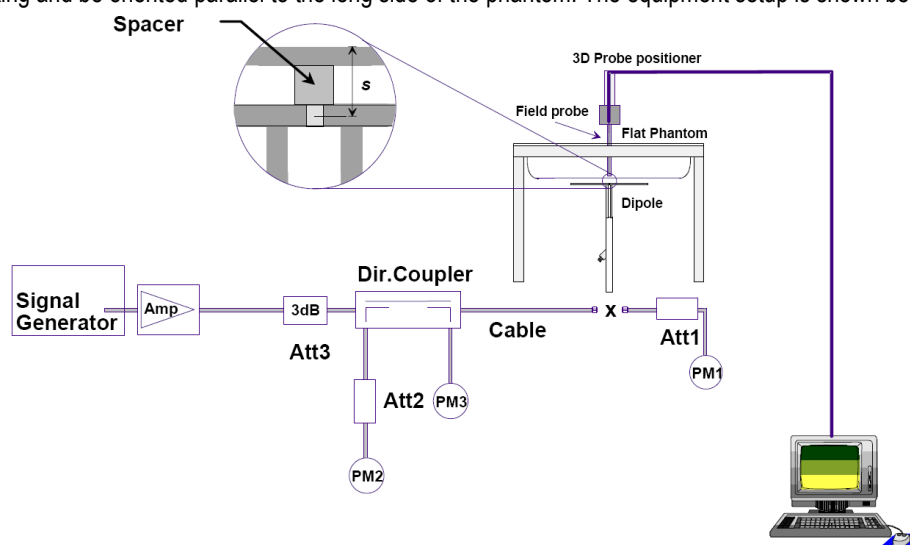 ing and be oriented parallel to the long side of the phantom. The equipment setup is shown be
Spacer
s
3D Probe positioner
Field probe
Flat Phantom
Dipole
Signal
Generator
Amp
3dB
Att3
Dir.Coupler
Cable
X
Att1
PM1
Att2
PM3
PM2